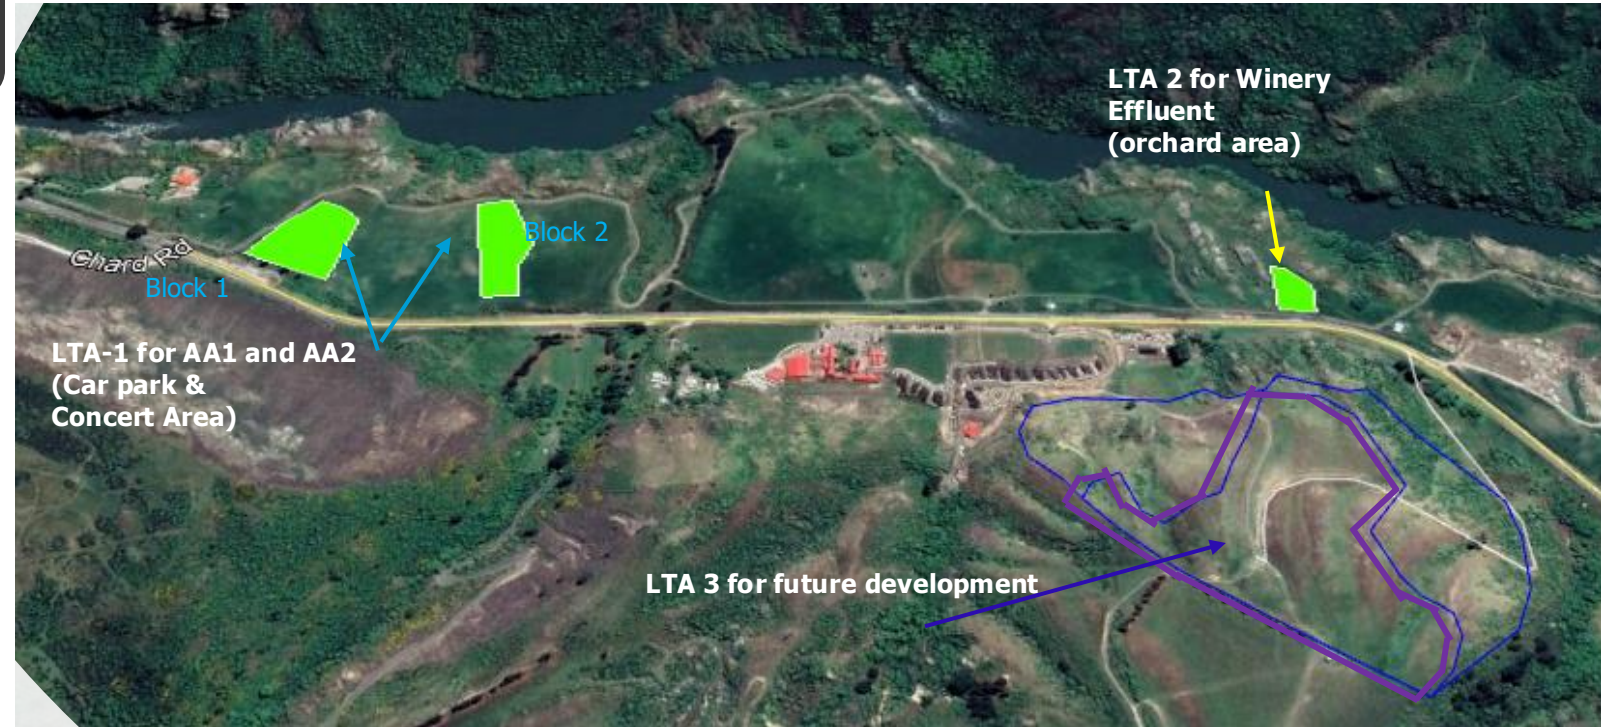 LTA 2 for Winery
Effluent
(orchard area)
Block 2
Chard Rd
Block 1
LTA-1 for AA1 and AA2
(Car park &
Concert Area)
LTA 3 for future development